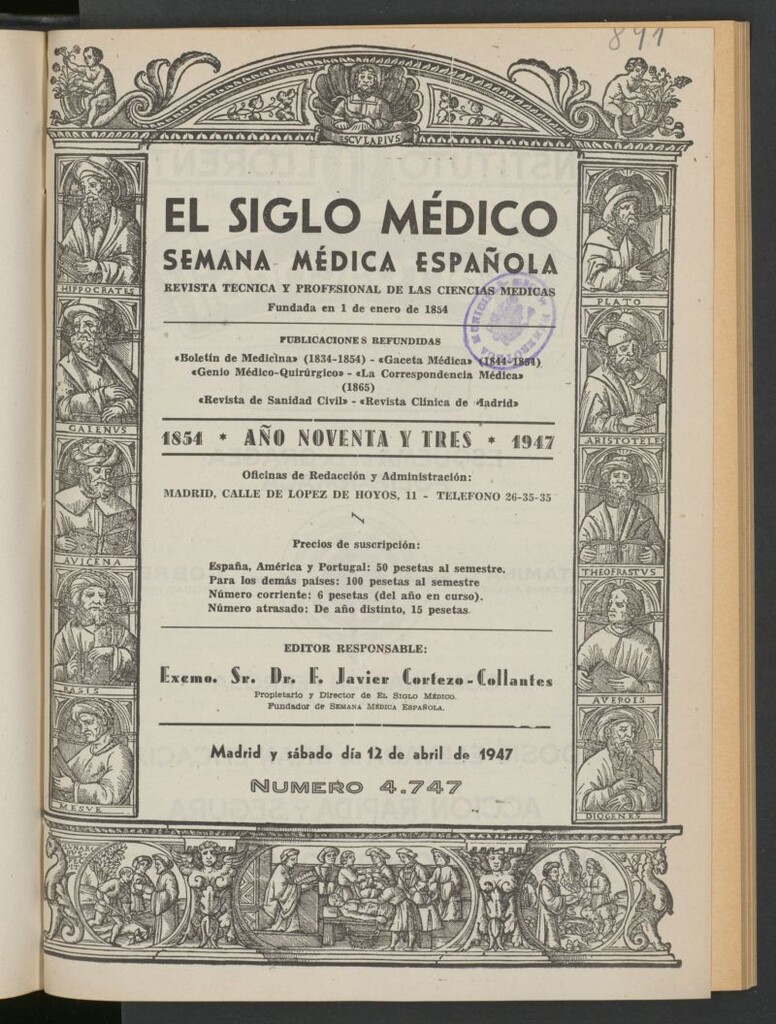 841
ESCULAPIVS
EL SIGLO MÉDICO
SEMANA MÉDICA ESPAÑOLA
REVISTA TECNICA Y PROFESIONAL DE LAS CIENCIAS MEDICAS
Fundada en 1 de enero de 1854
PUBLICACIONES REFUNDIDAS
«Boletín de Medicina» (1834-1854) - «Gaceta Médica» (1844-1854)
«Genio Médico-Quirúrgico» - «La Correspondencia Médica»
(1865)
«Revista de Sanidad Civil» - «Revista Clínica de Madrid»
1854 * AÑO NOVENTA Y TRES * 1947
Oficinas de Redacción y Administración:
MADRID, CALLE DE LOPEZ DE HOYOS, 11 - TELEFONO 26-35-35
Precios de suscripción:
España, América y Portugal: 50 pesetas al semestre.
Para los demás países: 100 pesetas al semestre
Número corriente: 6 pesetas (del año en curso).
Número atrasado: De año distinto, 15 pesetas.
EDITOR RESPONSABLE:
Excmo. Sr. Dr. F. Javier Cortezo-Collantes
Propietario y Director de EL SIGLO MÉDICO.
Fundador de SEMANA MÉDICA ESPAÑOLA.
Madrid y sábado día 12 de abril de 1947
NUMERO 4.747
HIPPOCRATES
GALENVS
AVICENA
RASIS
MESVE
PLATO
ARISTOTELES
THEOFRASTVS
AVEROIS
DIOGENES